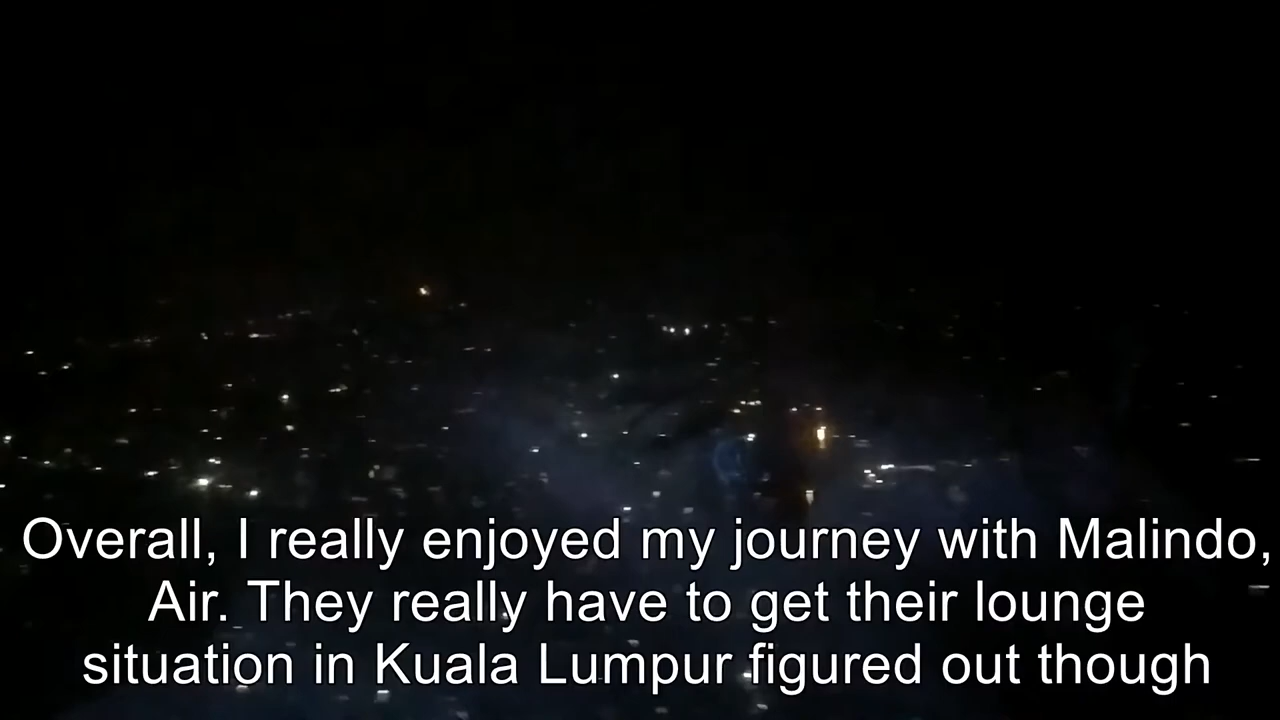 Overall, I really enjoyed my journey with Malindo,
Air. They really have to get their lounge
situation in Kuala Lumpur figured out though